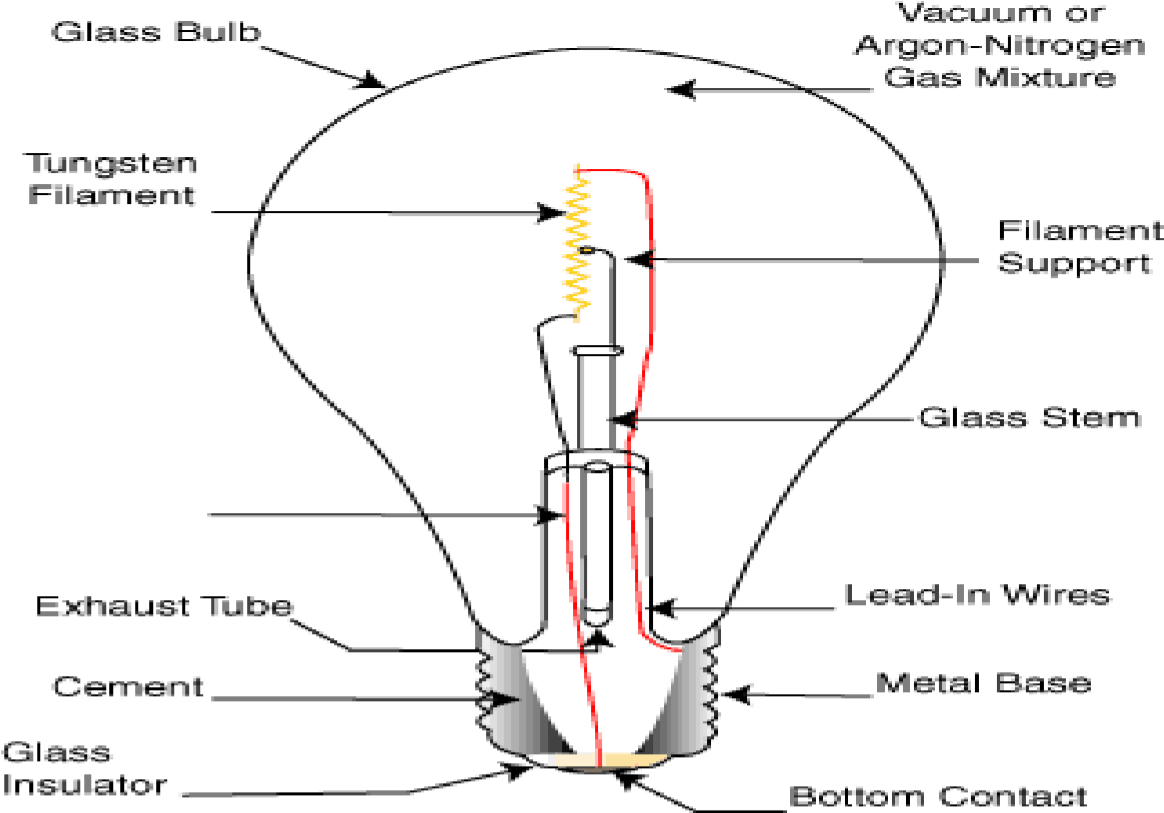 Glass Bulb
Vacuum or
Argon-Nitrogen
Gas Mixture
Tungsten
Filament
Filament
Support
Glass Stem
Exhaust Tube
Lead-In Wires
Cement
Metal Base
Glass
Insulator
Bottom Contact